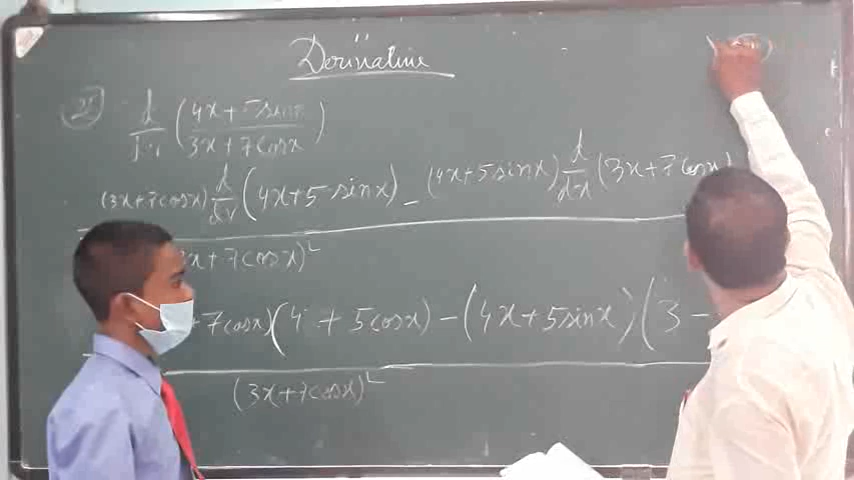 Derivative
25 d/dx (4x+5sinx / 3x+7cosx)
(3x+7cosx) d/dx (4x+5 sinx) - (4x+5sinx) d/dx (3x+7cosx)
3x+7cosx)²
+7cosx)(4 + 5cosx) - (4x+5sinx)(3 -
(3x+7cosx)²